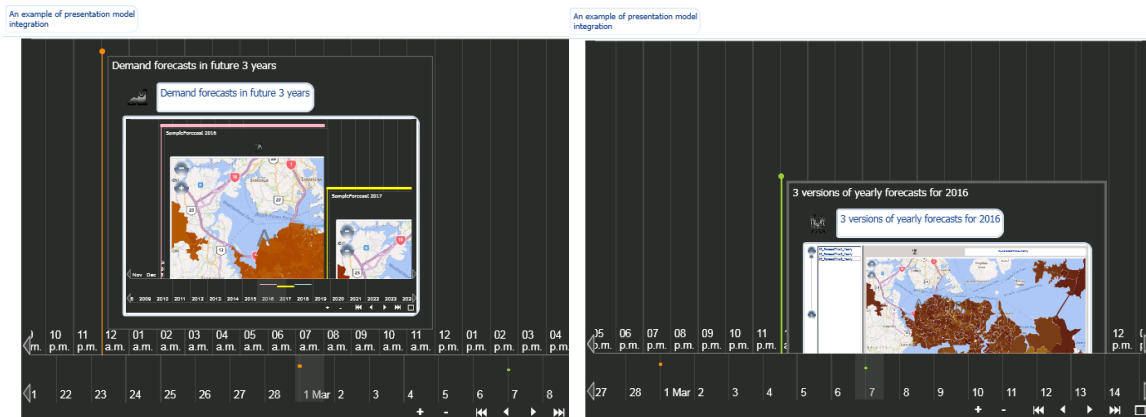 An example of presentation model
integration
Demand forecasts in future 3 years
Demand forecasts in future 3 years
SampleForecast 2016
SampleForecast 2017
Nov Dec
2009 2010 2011 2012 2013 2014 2015 2016 2017 2018 2019 2020 2021 2022 2023
+ -
10 11 12 01 02 03 04 05 06 07 08 09 10 11 12 01 02 03 04
p.m. p.m. a.m. a.m. a.m. a.m. a.m. a.m. a.m. a.m. a.m. a.m. a.m. a.m. p.m. p.m. p.m. p.m. p.m.
22 23 24 25 26 27 28 1 Mar 2 3 4 5 6 7 8
+ -
An example of presentation model
integration
3 versions of yearly forecasts for 2016
3 versions of yearly forecasts for 2016
06 07 08 09 10 11 12
p.m. p.m. p.m. p.m. p.m. p.m. p.m.
27 28 1 Mar 2 3 4 5 6 7 8 9 10 11 12 13 14
+ -